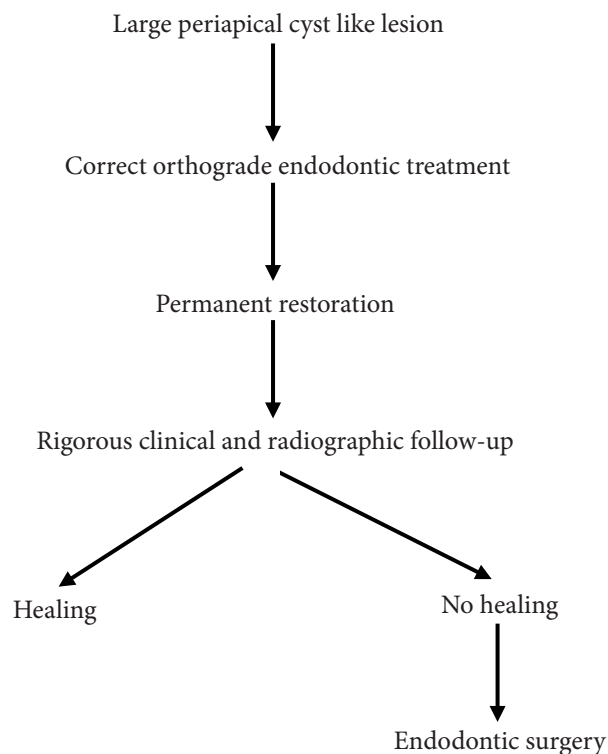 Large periapical cyst like lesion
Correct orthograde endodontic treatment
Permanent restoration
Rigorous clinical and radiographic follow-up
Healing
No healing
Endodontic surgery